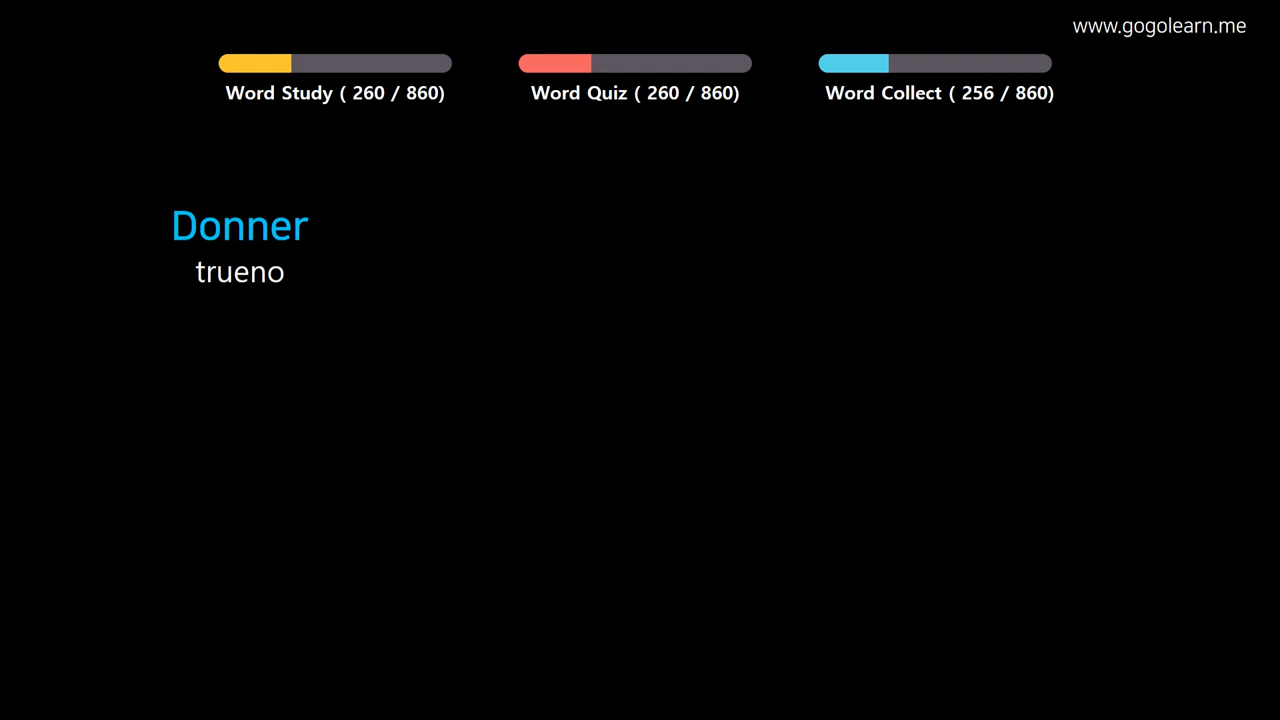 www.gogolearn.me
Word Study ( 260 / 860)
Word Quiz ( 260 / 860)
Word Collect ( 256 / 860)
Donner
trueno